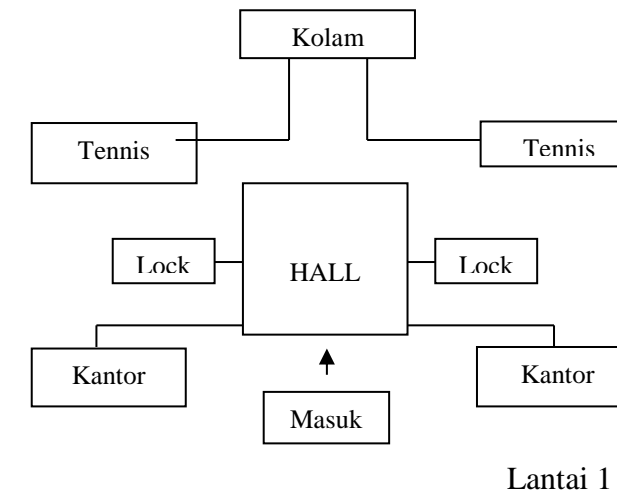 Kolam
Tennis
Tennis
Lock
HALL
Lock
Kantor
Kantor
Masuk
Lantai 1